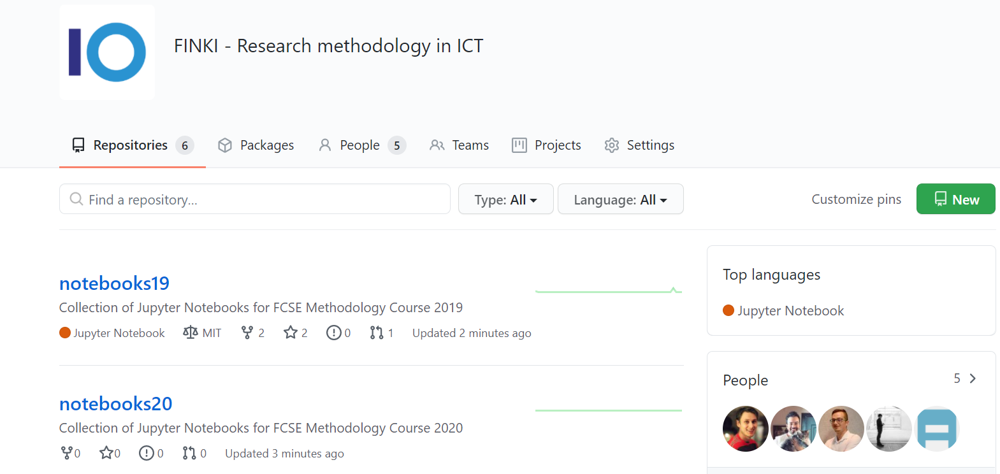 IO
FINKI - Research methodology in ICT
Repositories 6 Packages People 5 Teams Projects Settings
Find a repository... Type: All Language: All Customize pins New
notebooks19
Collection of Jupyter Notebooks for FCSE Methodology Course 2019
Jupyter Notebook MIT 2 2 0 1 Updated 2 minutes ago
notebooks20
Collection of Jupyter Notebooks for FCSE Methodology Course 2020
0 0 0 0 Updated 3 minutes ago
Top languages
Jupyter Notebook
People 5